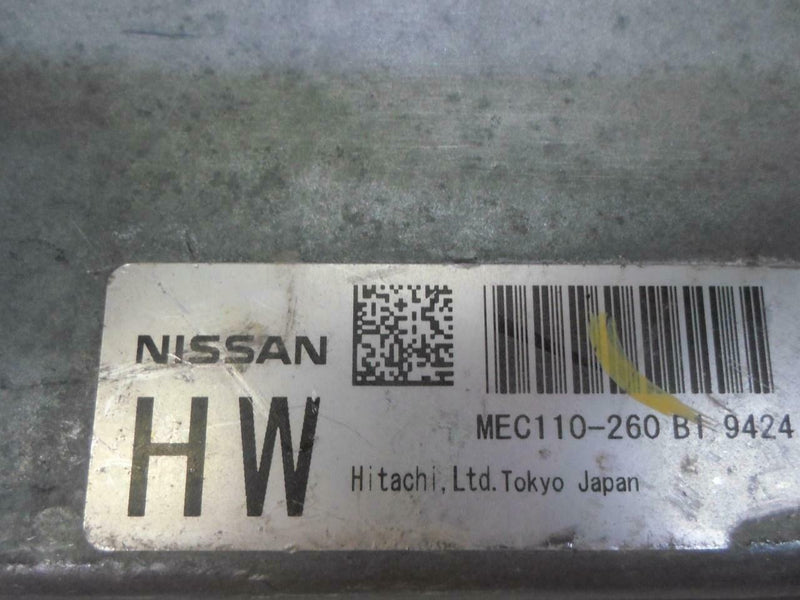 NISSAN
HW
MEC110-260 B1 9424
Hitachi,Ltd.Tokyo Japan